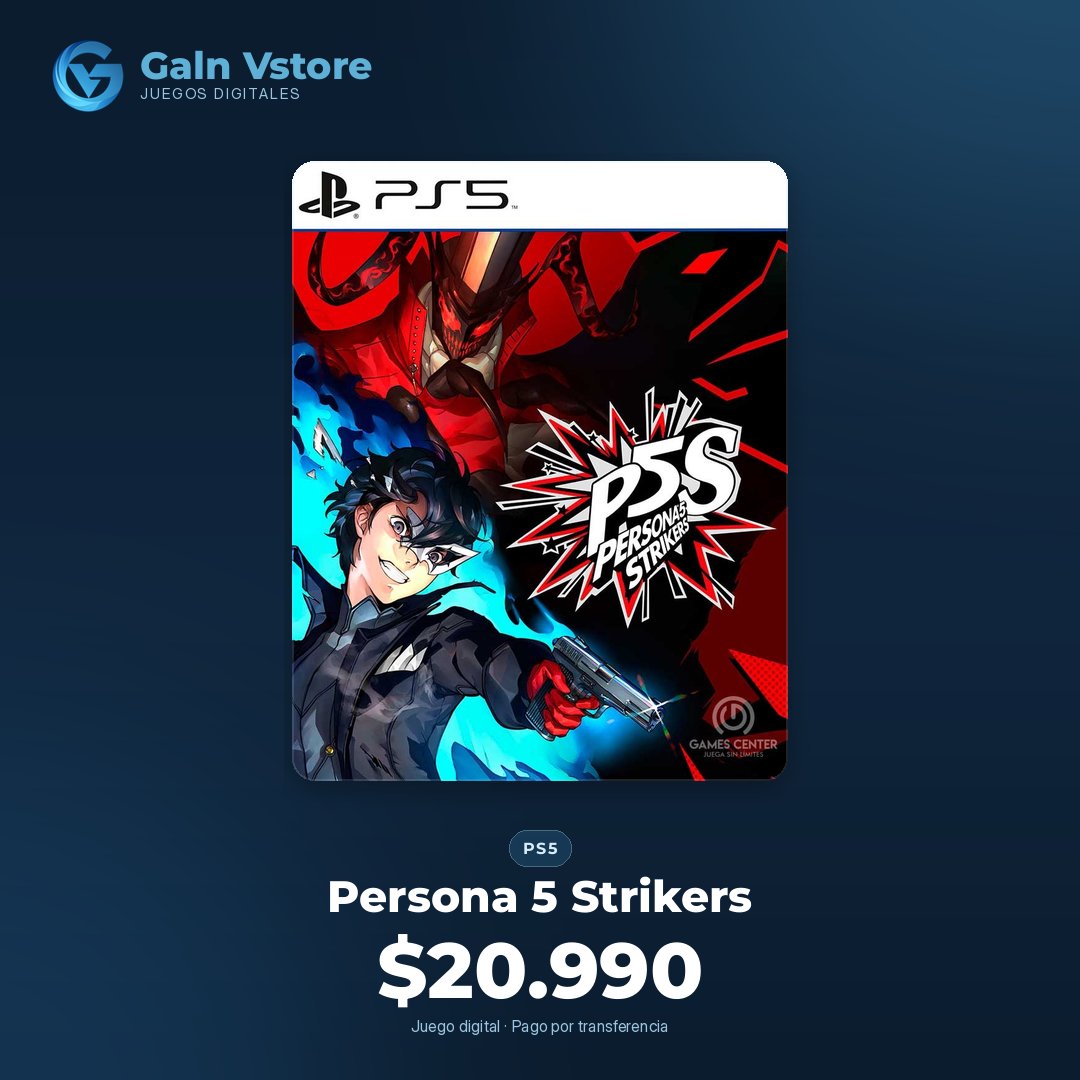 Galn Vstore
JUEGOS DIGITALES
PS5
P5S
PERSONA5
STRIKERS
GAMES CENTER
JUEGA SIN LIMITES
PS5
Persona 5 Strikers
$20.990
Juego digital · Pago por transferencia